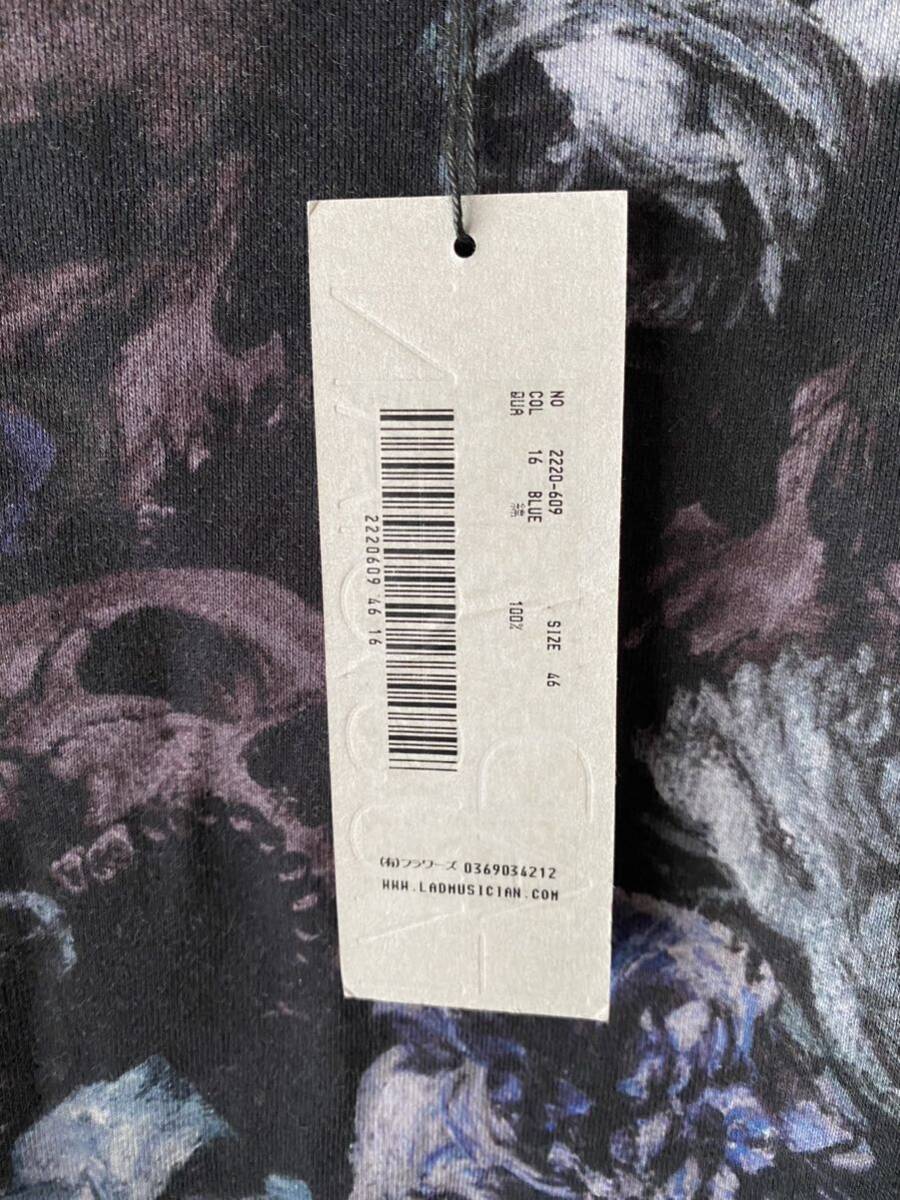 NO 2220-609 SIZE 46
COL 16 BLUE
QUA 綿 100%
2220609 46 16
(有)フラワーズ 0369034212
WWW.LADMUSICIAN.COM